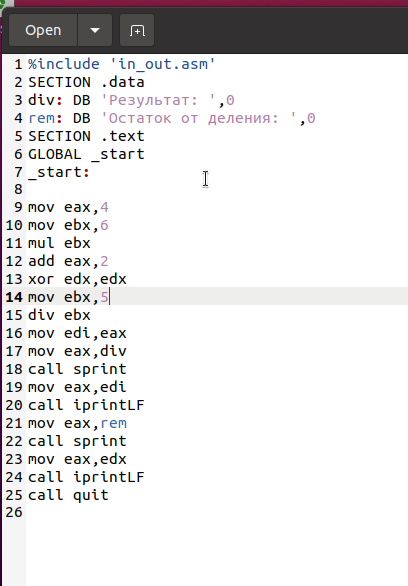 Open
1 %include 'in_out.asm'
2 SECTION .data
3 div: DB 'Результат: ',0
4 rem: DB 'Остаток от деления: ',0
5 SECTION .text
6 GLOBAL _start
7 _start:
8
9 mov eax,4
10 mov ebx,6
11 mul ebx
12 add eax,2
13 xor edx,edx
14 mov ebx,5
15 div ebx
16 mov edi,eax
17 mov eax,div
18 call sprint
19 mov eax,edi
20 call iprintLF
21 mov eax,rem
22 call sprint
23 mov eax,edx
24 call iprintLF
25 call quit
26